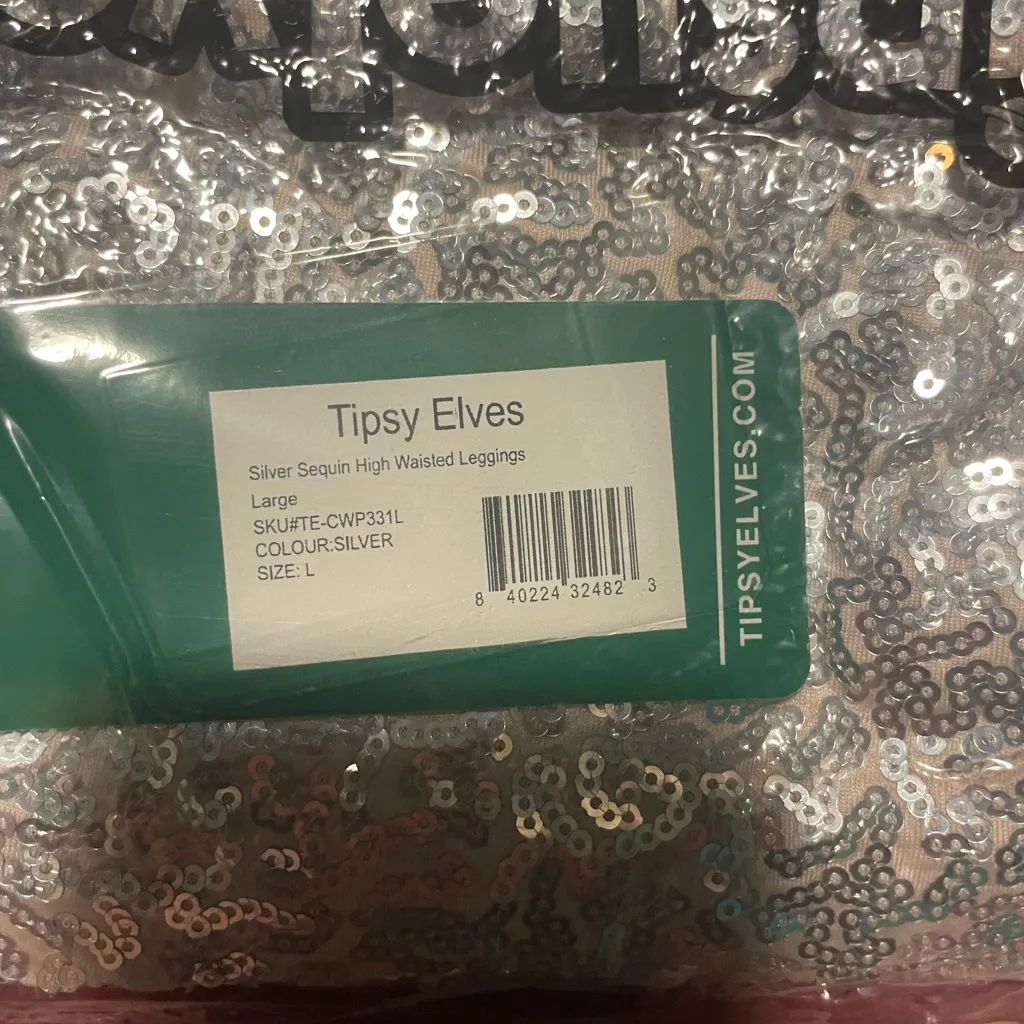 Tipsy Elves
Silver Sequin High Waisted Leggings
Large
SKU#TE-CWP331L
COLOUR:SILVER
SIZE: L
8 40224 32482 3
TIPSYELVES.COM